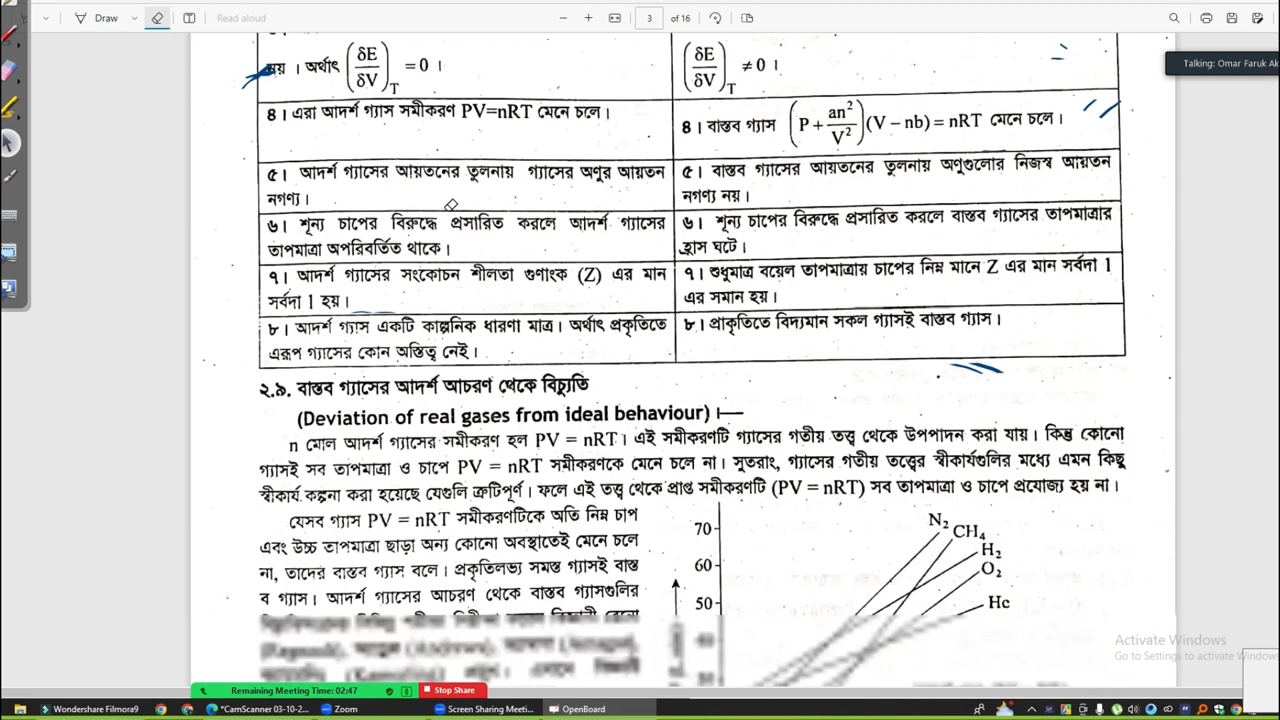 Draw
Read aloud
3 of 16
Talking: Omar Faruk Ak
নয় । অর্থাৎ (δE/δV)T = 0 ।
(δE/δV)T ≠ 0 ।
৪। এরা আদর্শ গ্যাস সমীকরণ PV=nRT মেনে চলে।
৪। বাস্তব গ্যাস (P + an²/V²)(V – nb) = nRT মেনে চলে।
৫। আদর্শ গ্যাসের আয়তনের তুলনায় গ্যাসের অণুর আয়তন
নগণ্য।
৫। বাস্তব গ্যাসের আয়তনের তুলনায় অণুগুলোর নিজস্ব আয়তন
নগণ্য নয়।
৬। শূন্য চাপের বিরুদ্ধে প্রসারিত করলে আদর্শ গ্যাসের
তাপমাত্রা অপরিবর্তিত থাকে।
৬। শূন্য চাপের বিরুদ্ধে প্রসারিত করলে বাস্তব গ্যাসের তাপমাত্রার
হ্রাস ঘটে।
৭। আদর্শ গ্যাসের সংকোচন শীলতা গুণাংক (Z) এর মান
সর্বদা 1 হয়।
৭। শুধুমাত্র বয়েল তাপমাত্রায় চাপের নিম্ন মানে Z এর মান সর্বদা 1
এর সমান হয়।
৮। আদর্শ গ্যাস একটি কাল্পনিক ধারণা মাত্র। অর্থাৎ প্রকৃতিতে
এরূপ গ্যাসের কোন অস্তিত্ব নেই।
৮। প্রাকৃতিতে বিদ্যমান সকল গ্যাসই বাস্তব গ্যাস।
২.৯. বাস্তব গ্যাসের আদর্শ আচরণ থেকে বিচ্যুতি
(Deviation of real gases from ideal behaviour) ।—
n মোল আদর্শ গ্যাসের সমীকরণ হল PV = nRT। এই সমীকরণটি গ্যাসের গতীয় তত্ত্ব থেকে উপপাদন করা যায়। কিন্তু কোনো
গ্যাসই সব তাপমাত্রা ও চাপে PV = nRT সমীকরণকে মেনে চলে না। সুতরাং, গ্যাসের গতীয় তত্ত্বের স্বীকার্যগুলির মধ্যে এমন কিছু
স্বীকার্য কল্পনা করা হয়েছে যেগুলি ত্রুটিপূর্ণ। ফলে এই তত্ত্ব থেকে প্রাপ্ত সমীকরণটি (PV = nRT) সব তাপমাত্রা ও চাপে প্রযোজ্য হয় না।
যেসব গ্যাস PV = nRT সমীকরণটিকে অতি নিম্ন চাপ
এবং উচ্চ তাপমাত্রা ছাড়া অন্য কোনো অবস্থাতেই মেনে চলে
না, তাদের বাস্তব গ্যাস বলে। প্রকৃতিলভ্য সমস্ত গ্যাসই বাস্ত
ব গ্যাস। আদর্শ গ্যাসের আচরণ থেকে বাস্তব গ্যাসগুলির
70
60
50
N2
CH4
H2
O2
Hc
Activate Windows
Go to Settings to activate Windows
Remaining Meeting Time: 02:47
Stop Share
Wondershare Filmora9
*CamScanner 03-10-2...
Zoom
Screen Sharing Meeti...
OpenBoard